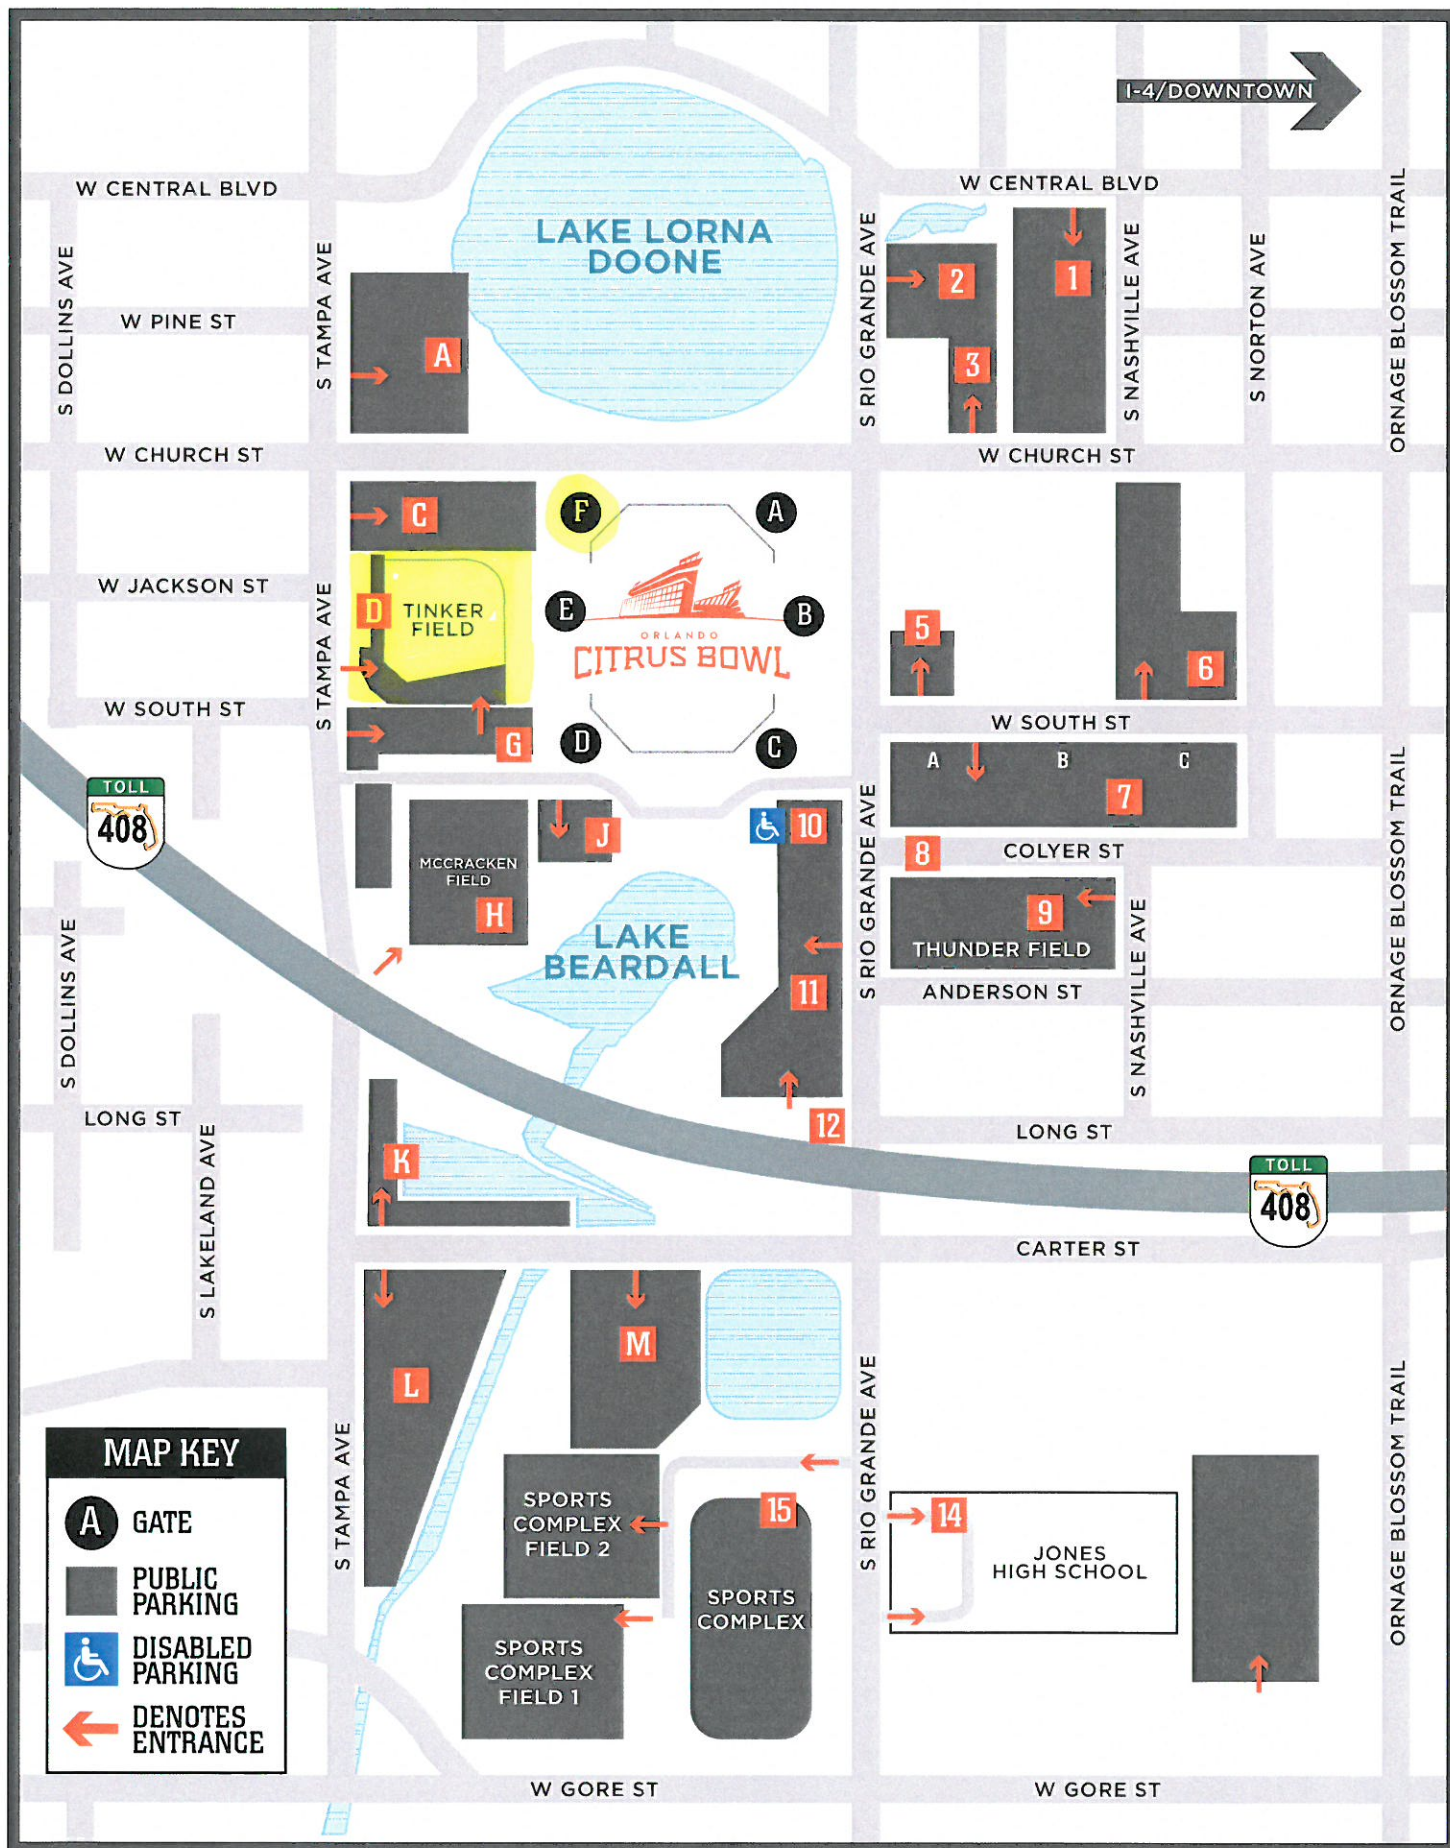 I-4/DOWNTOWN
W CENTRAL BLVD
W CENTRAL BLVD
LAKE LORNA
DOONE
S DOLLINS AVE
S TAMPA AVE
S RIO GRANDE AVE
S NASHVILLE AVE
S NORTON AVE
ORNAGE BLOSSOM TRAIL
2
1
W PINE ST
A
3
W CHURCH ST
W CHURCH ST
C
F
A
W JACKSON ST
S TAMPA AVE
D
TINKER
FIELD
E
B
ORLANDO
CITRUS BOWL
5
6
W SOUTH ST
W SOUTH ST
G
D
C
A
B
C
7
TOLL
408
S RIO GRANDE AVE
ORNAGE BLOSSOM TRAIL
J
10
8
COLYER ST
MCCRACKEN
FIELD
H
9
THUNDER FIELD
LAKE
BEARDALL
S DOLLINS AVE
11
ANDERSON ST
S NASHVILLE AVE
LONG ST
12
LONG ST
K
S LAKELAND AVE
TOLL
408
CARTER ST
M
L
S TAMPA AVE
S RIO GRANDE AVE
ORNAGE BLOSSOM TRAIL
SPORTS
COMPLEX
FIELD 2
15
14
JONES
HIGH SCHOOL
SPORTS
COMPLEX
SPORTS
COMPLEX
FIELD 1
MAP KEY
A
GATE
PUBLIC
PARKING
DISABLED
PARKING
DENOTES
ENTRANCE
W GORE ST
W GORE ST